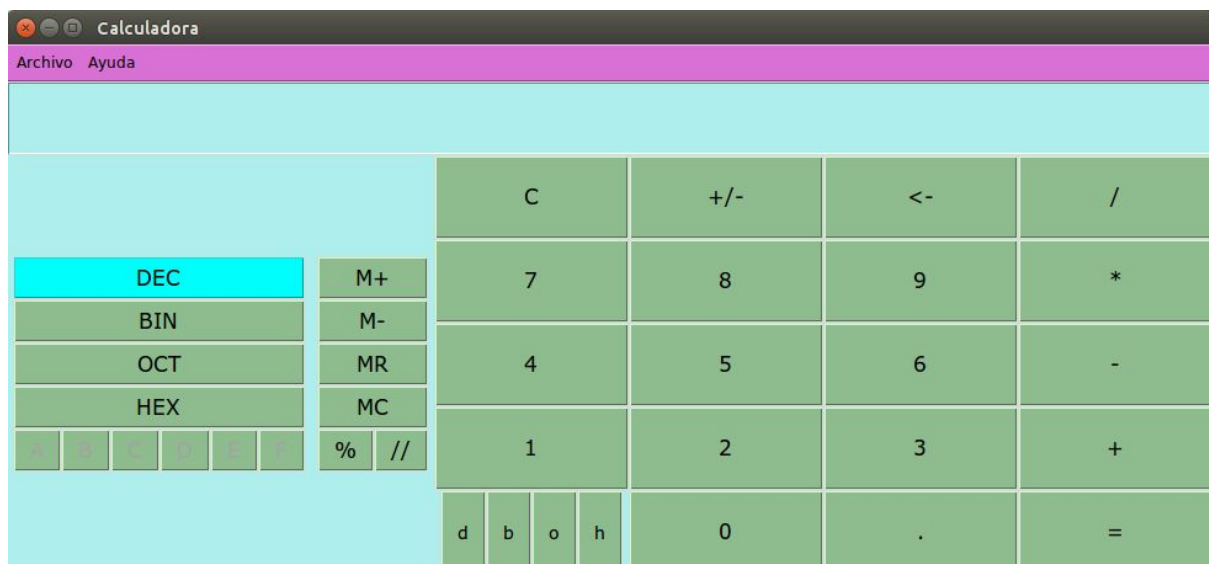 Calculadora
Archivo Ayuda
C +/- <- /
DEC M+ 7 8 9 *
BIN M-
OCT MR 4 5 6 -
HEX MC
A B C D E F % // 1 2 3 +
d b o h 0 . =